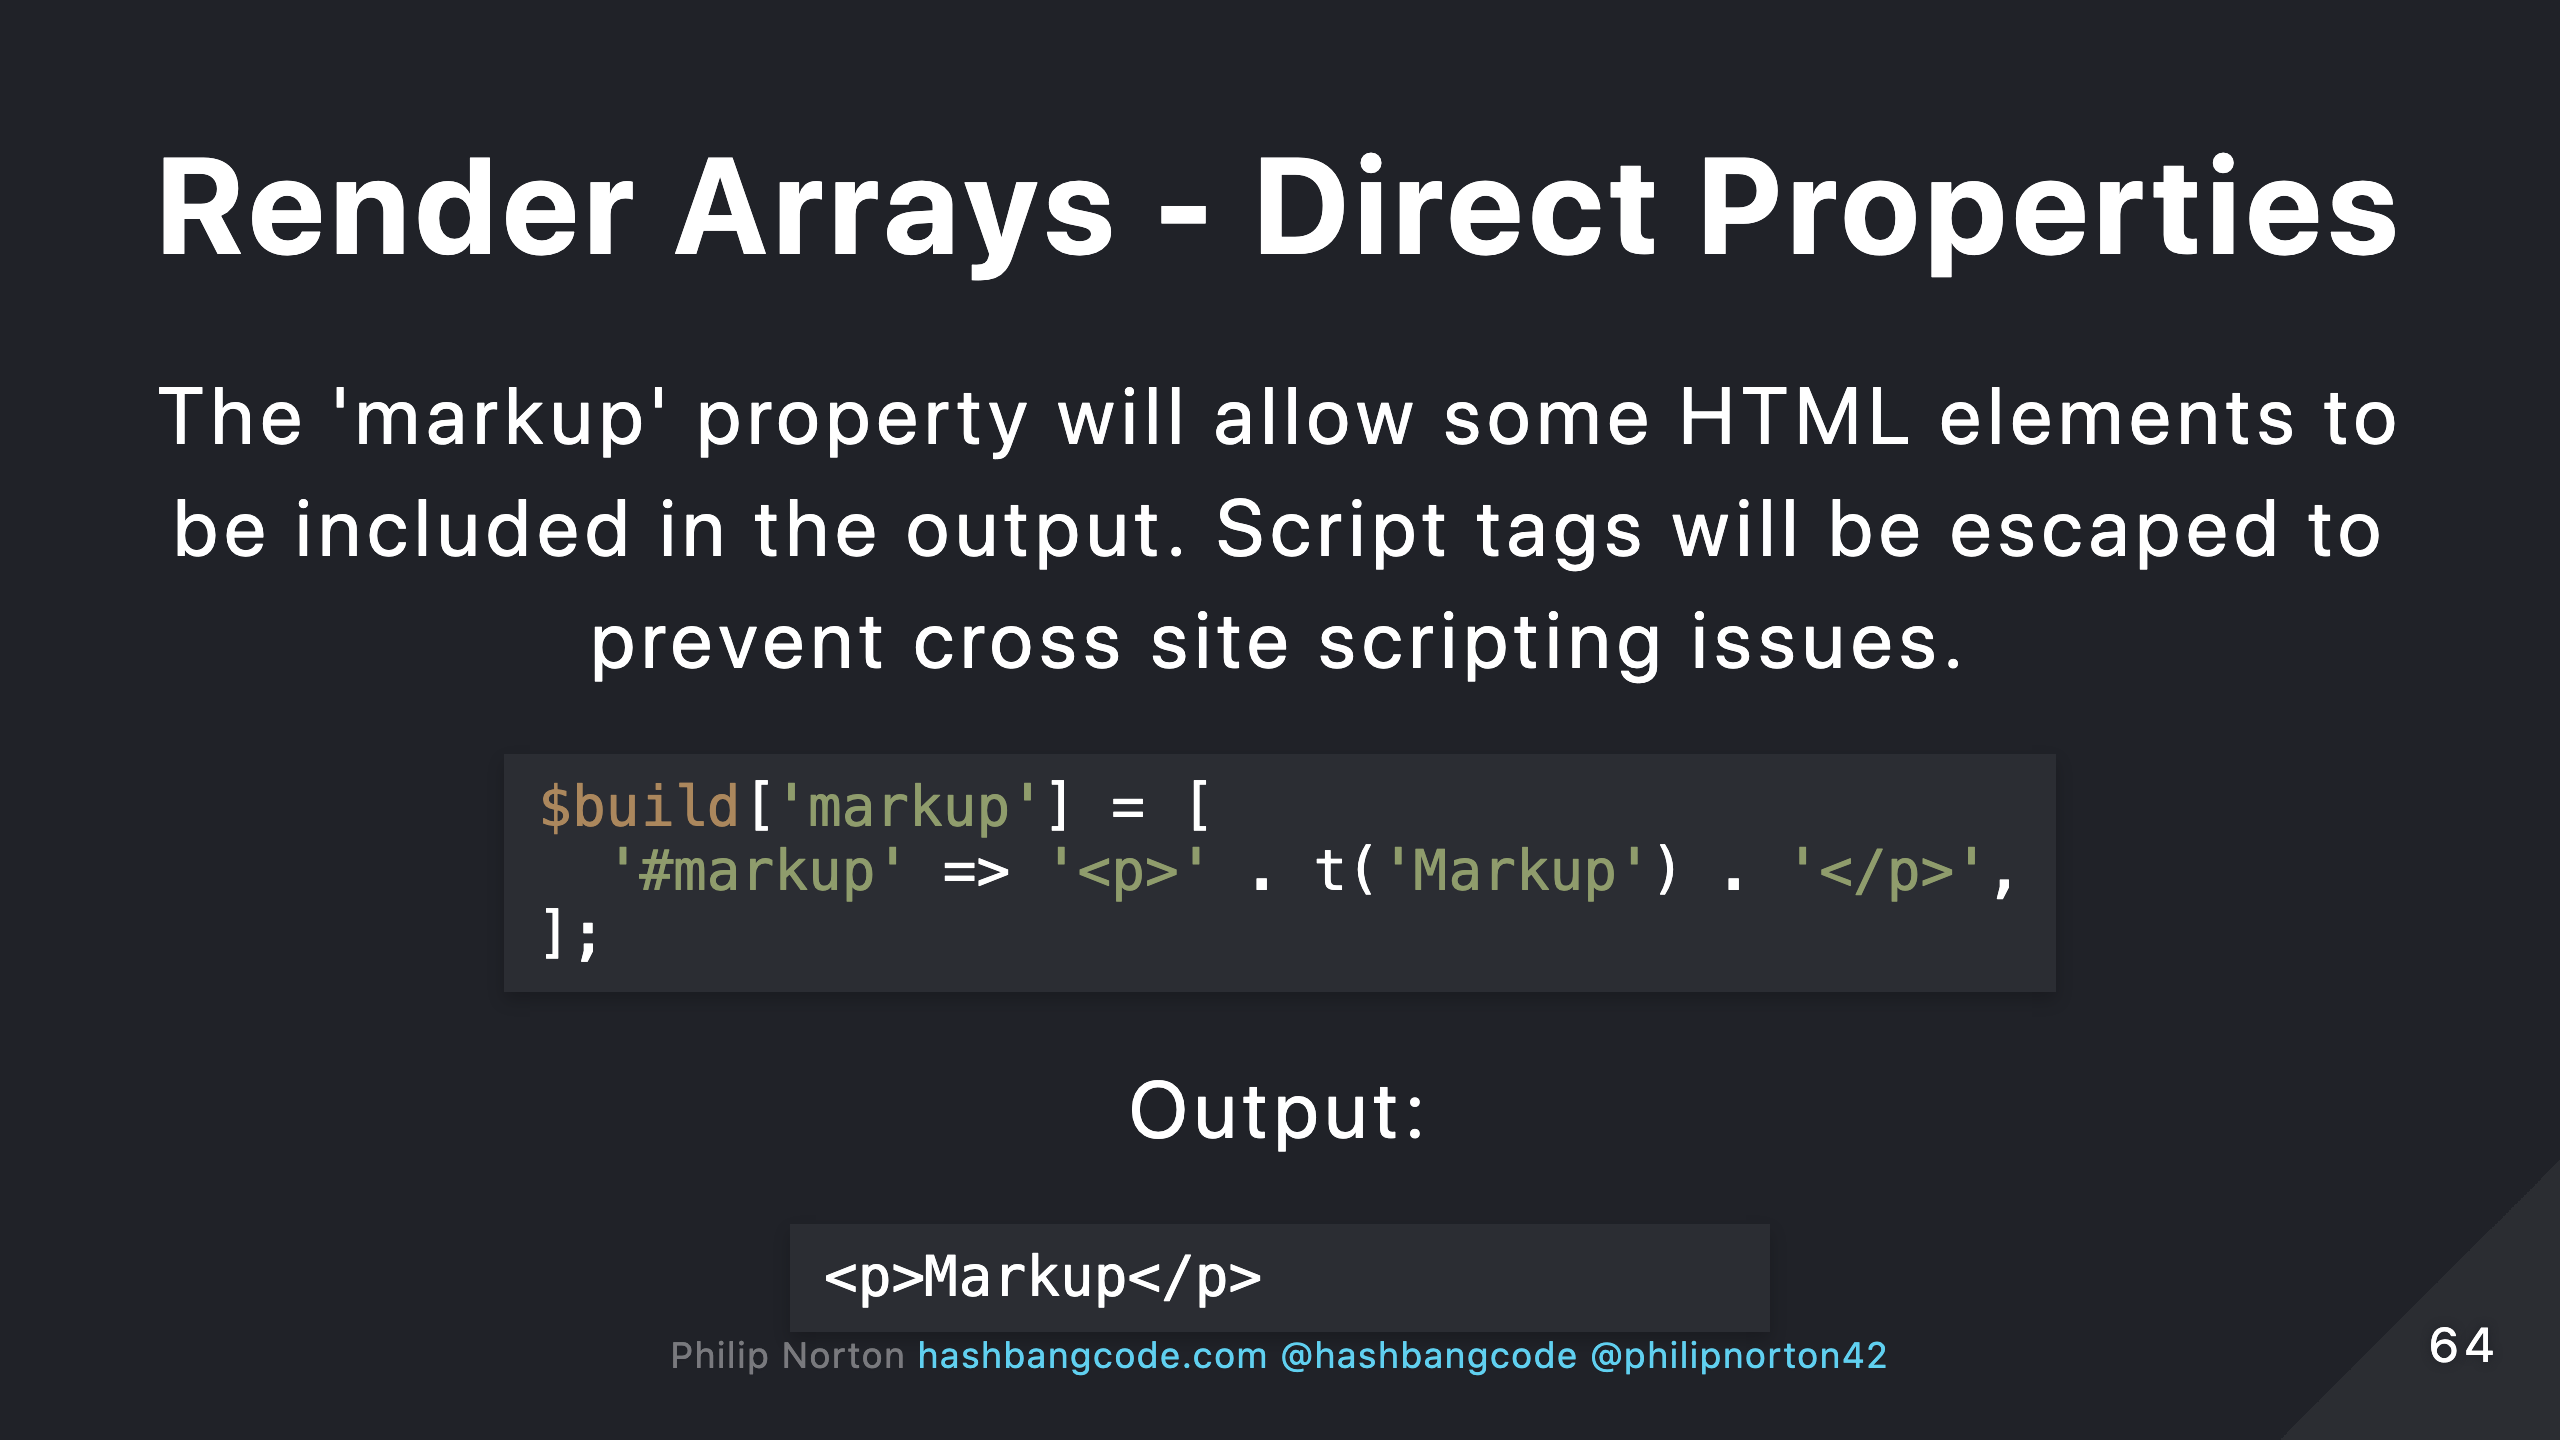 Render Arrays - Direct Properties
The 'markup' property will allow some HTML elements to
be included in the output. Script tags will be escaped to
prevent cross site scripting issues.
$build['markup'] = [
  '#markup' => '<p>' . t('Markup') . '</p>',
];
Output:
<p>Markup</p>
Philip Norton hashbangcode.com @hashbangcode @philipnorton42
64